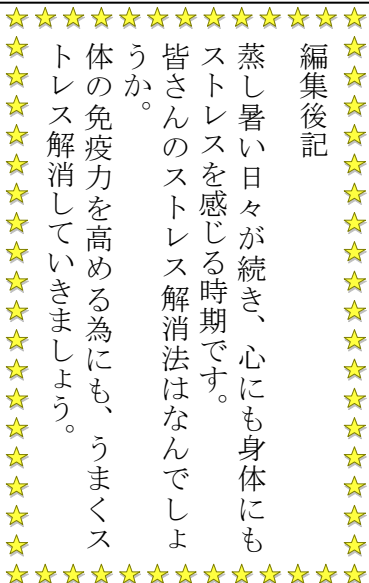 編集後記
蒸し暑い日々が続き、心にも身体にも
ストレスを感じる時期です。
皆さんのストレス解消法はなんでしょ
うか。
体の免疫力を高める為にも、うまくス
トレス解消していきましょう。